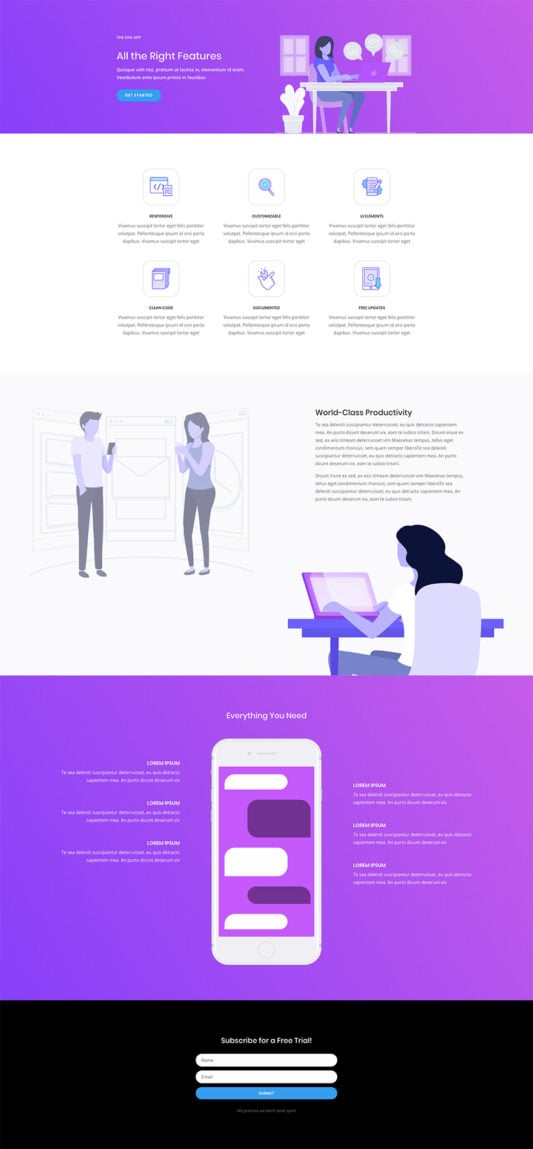 THE DIVI APP
All the Right Features
Quisque velit nisi, pretium ut lacinia in, elementum id enim.
Vestibulum ante ipsum primis in faucibus
GET STARTED
RESPONSIVE
Vivamus suscipit tortor eget felis porttitor
volutpat. Pellentesque ipsum id orci porta
dapibus. Vivamus suscipit tortor eget
CUSTOMIZABLE
Vivamus suscipit tortor eget felis porttitor
volutpat. Pellentesque ipsum id orci porta
dapibus. Vivamus suscipit tortor eget
UI ELEMENTS
Vivamus suscipit tortor eget felis porttitor
volutpat. Pellentesque ipsum id orci porta
dapibus. Vivamus suscipit tortor eget
CLEAN CODE
Vivamus suscipit tortor eget felis porttitor
volutpat. Pellentesque ipsum id orci porta
dapibus. Vivamus suscipit tortor eget
DOCUMENTED
Vivamus suscipit tortor eget felis porttitor
volutpat. Pellentesque ipsum id orci porta
dapibus. Vivamus suscipit tortor eget
FREE UPDATES
Vivamus suscipit tortor eget felis porttitor
volutpat. Pellentesque ipsum id orci porta
dapibus. Vivamus suscipit tortor eget
World-Class Productivity
Te sea deleniti suscipiantur deterruisset, eu quis detracto sapientem
mea. An purto dicunt deserunt vix, eam te iudico tritani. Dicunt iriure ex
sed, ex wisi timeam deterruisset vim Maecenas tempus, tellus eget
condimentum rhoncus, sem quam semper liberoTe sea deleniti
suscipiantur deterruisset, eu quis detracto sapientem mea. An purto
dicunt deserunt vix, eam te iudico tritani.
Dicunt iriure ex sed, ex wisi timeam deterruisset vim Maecenas tempus,
tellus eget condimentum rhoncus, sem quam semper liberoTe sea
deleniti suscipiantur deterruisset, eu quis detracto sapientem mea. An
purto dicunt deserunt vix, eam te iudico tritani.
Everything You Need
LOREM IPSUM
Te sea deleniti suscipiantur deterruisset, eu quis detracto
sapientem mea. An purto dicunt deserunt vix
LOREM IPSUM
Te sea deleniti suscipiantur deterruisset, eu quis detracto
sapientem mea. An purto dicunt deserunt vix
LOREM IPSUM
Te sea deleniti suscipiantur deterruisset, eu quis detracto
sapientem mea. An purto dicunt deserunt vix
LOREM IPSUM
Te sea deleniti suscipiantur deterruisset, eu quis detracto
sapientem mea. An purto dicunt deserunt vix
LOREM IPSUM
Te sea deleniti suscipiantur deterruisset, eu quis detracto
sapientem mea. An purto dicunt deserunt vix
LOREM IPSUM
Te sea deleniti suscipiantur deterruisset, eu quis detracto
sapientem mea. An purto dicunt deserunt vix
Subscribe for a Free Trial!
Name
Email
SUBMIT
We promise we didnt send spam